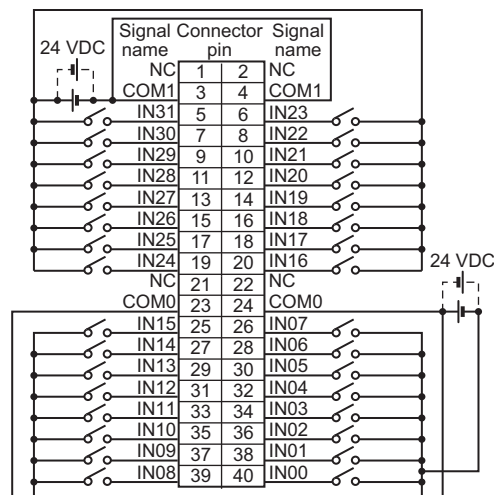 Signal Connector Signal
name pin name
24 VDC
NC 1 2 NC
COM1 3 4 COM1
IN31 5 6 IN23
IN30 7 8 IN22
IN29 9 10 IN21
IN28 11 12 IN20
IN27 13 14 IN19
IN26 15 16 IN18
IN25 17 18 IN17
IN24 19 20 IN16
24 VDC
NC 21 22 NC
COM0 23 24 COM0
IN15 25 26 IN07
IN14 27 28 IN06
IN13 29 30 IN05
IN12 31 32 IN04
IN11 33 34 IN03
IN10 35 36 IN02
IN09 37 38 IN01
IN08 39 40 IN00